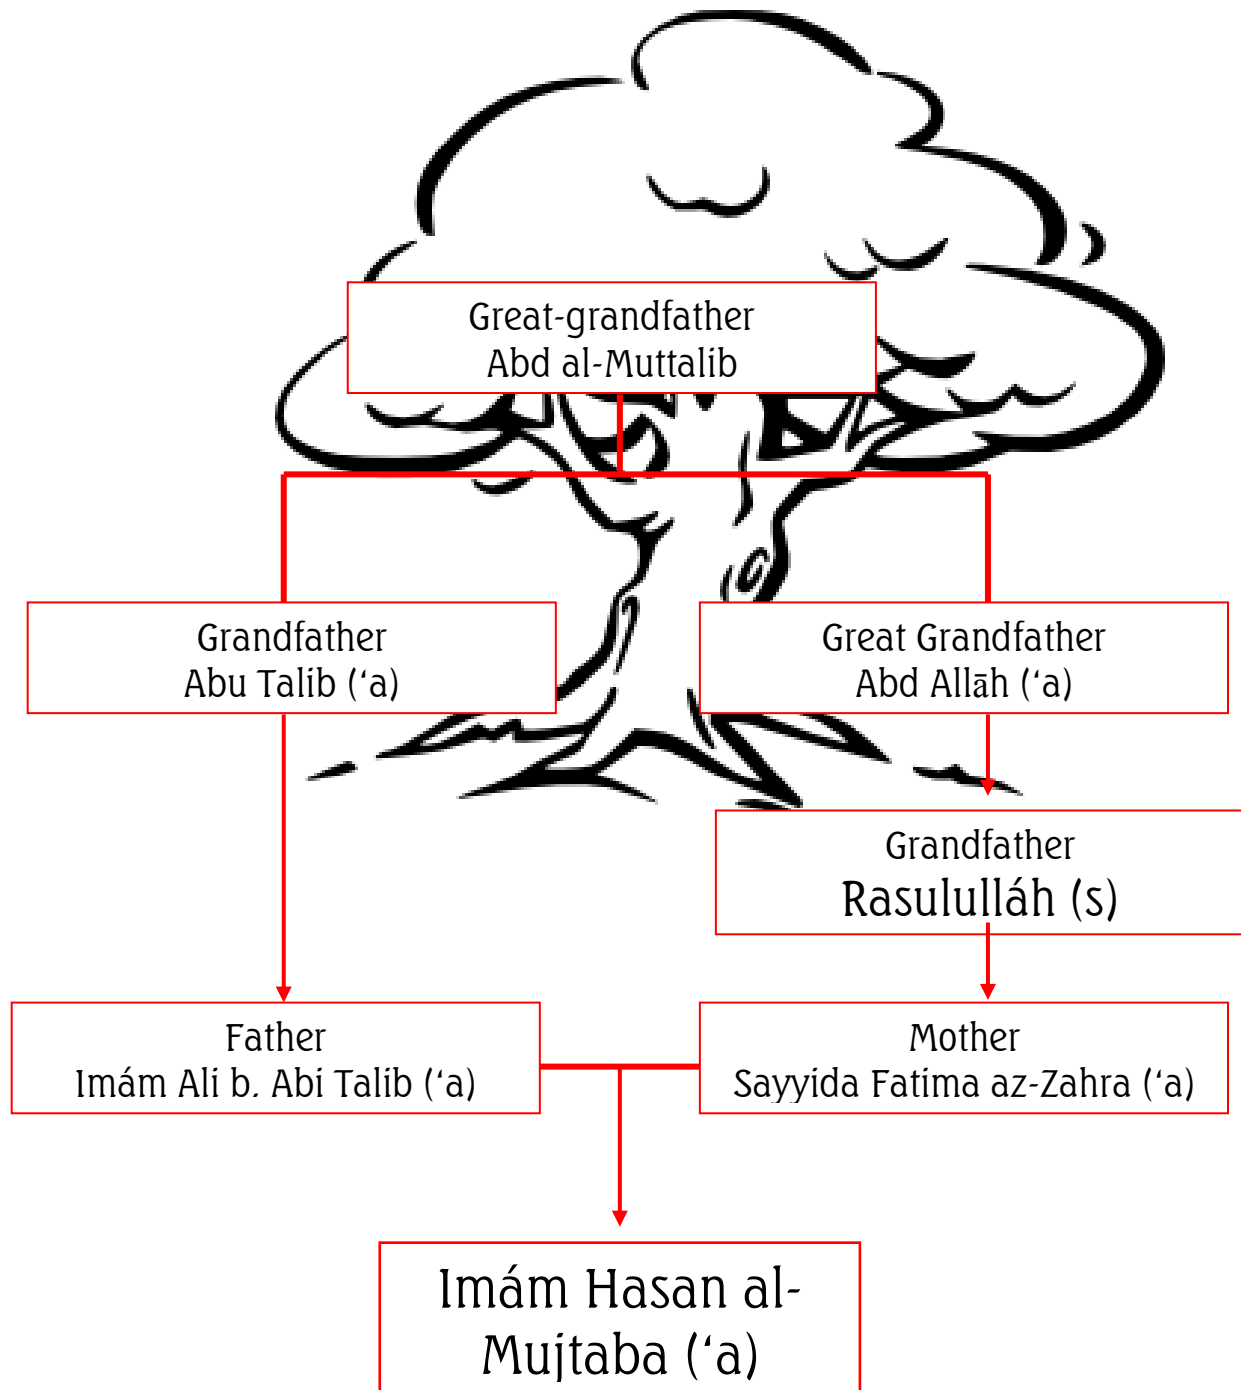 Great-grandfather
Abd al-Muttalib
Grandfather
Abu Talib (‘a)
Great Grandfather
Abd Allāh (‘a)
Grandfather
Rasululláh (s)
Father
Imám Ali b. Abi Talib (‘a)
Mother
Sayyida Fatima az-Zahra (‘a)
Imám Hasan al-
Mujtaba (‘a)